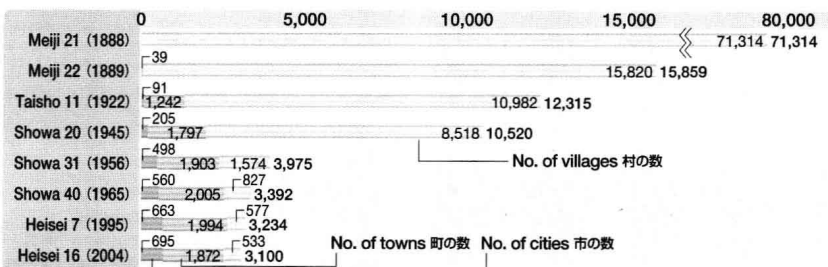 0 5,000 10,000 15,000 80,000
Meiji 21 (1888) 71,314 71,314
39
Meiji 22 (1889) 15,820 15,859
91
Taisho 11 (1922) 1,242 10,982 12,315
205
Showa 20 (1945) 1,797 8,518 10,520
498
Showa 31 (1956) 1,903 1,574 3,975
No. of villages 村の数
560 827
Showa 40 (1965) 2,005 3,392
663 577
Heisei 7 (1995) 1,994 3,234
695 533
No. of towns 町の数 No. of cities 市の数
Heisei 16 (2004) 1,872 3,100